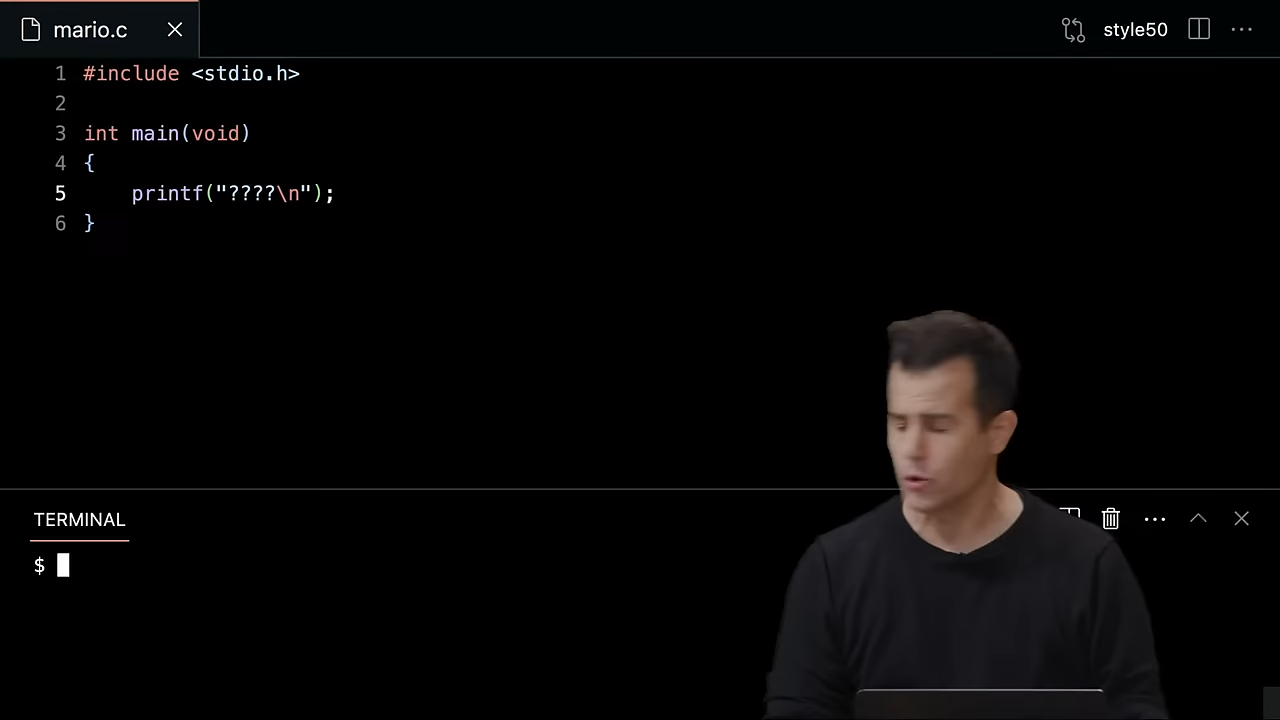 mario.c
style50
1 #include <stdio.h>
2
3 int main(void)
4 {
5     printf("????\n");
6 }
TERMINAL
$